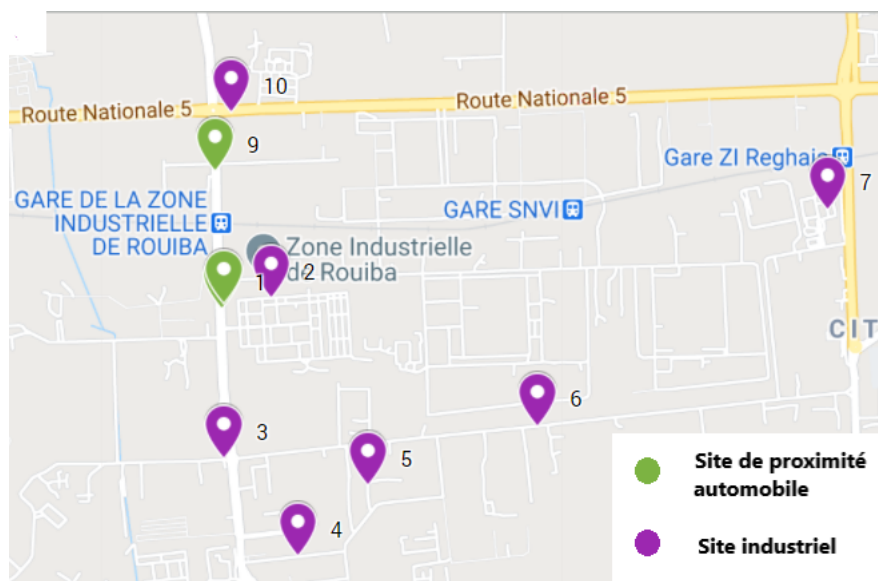 10
Route Nationale 5
Route Nationale 5
9
Gare ZI Reghaia
7
GARE DE LA ZONE
INDUSTRIELLE
DE ROUIBA
GARE SNVI
Zone Industrielle
de Rouiba
1
2
CIT
6
3
5
4
Site de proximité
automobile
Site industriel